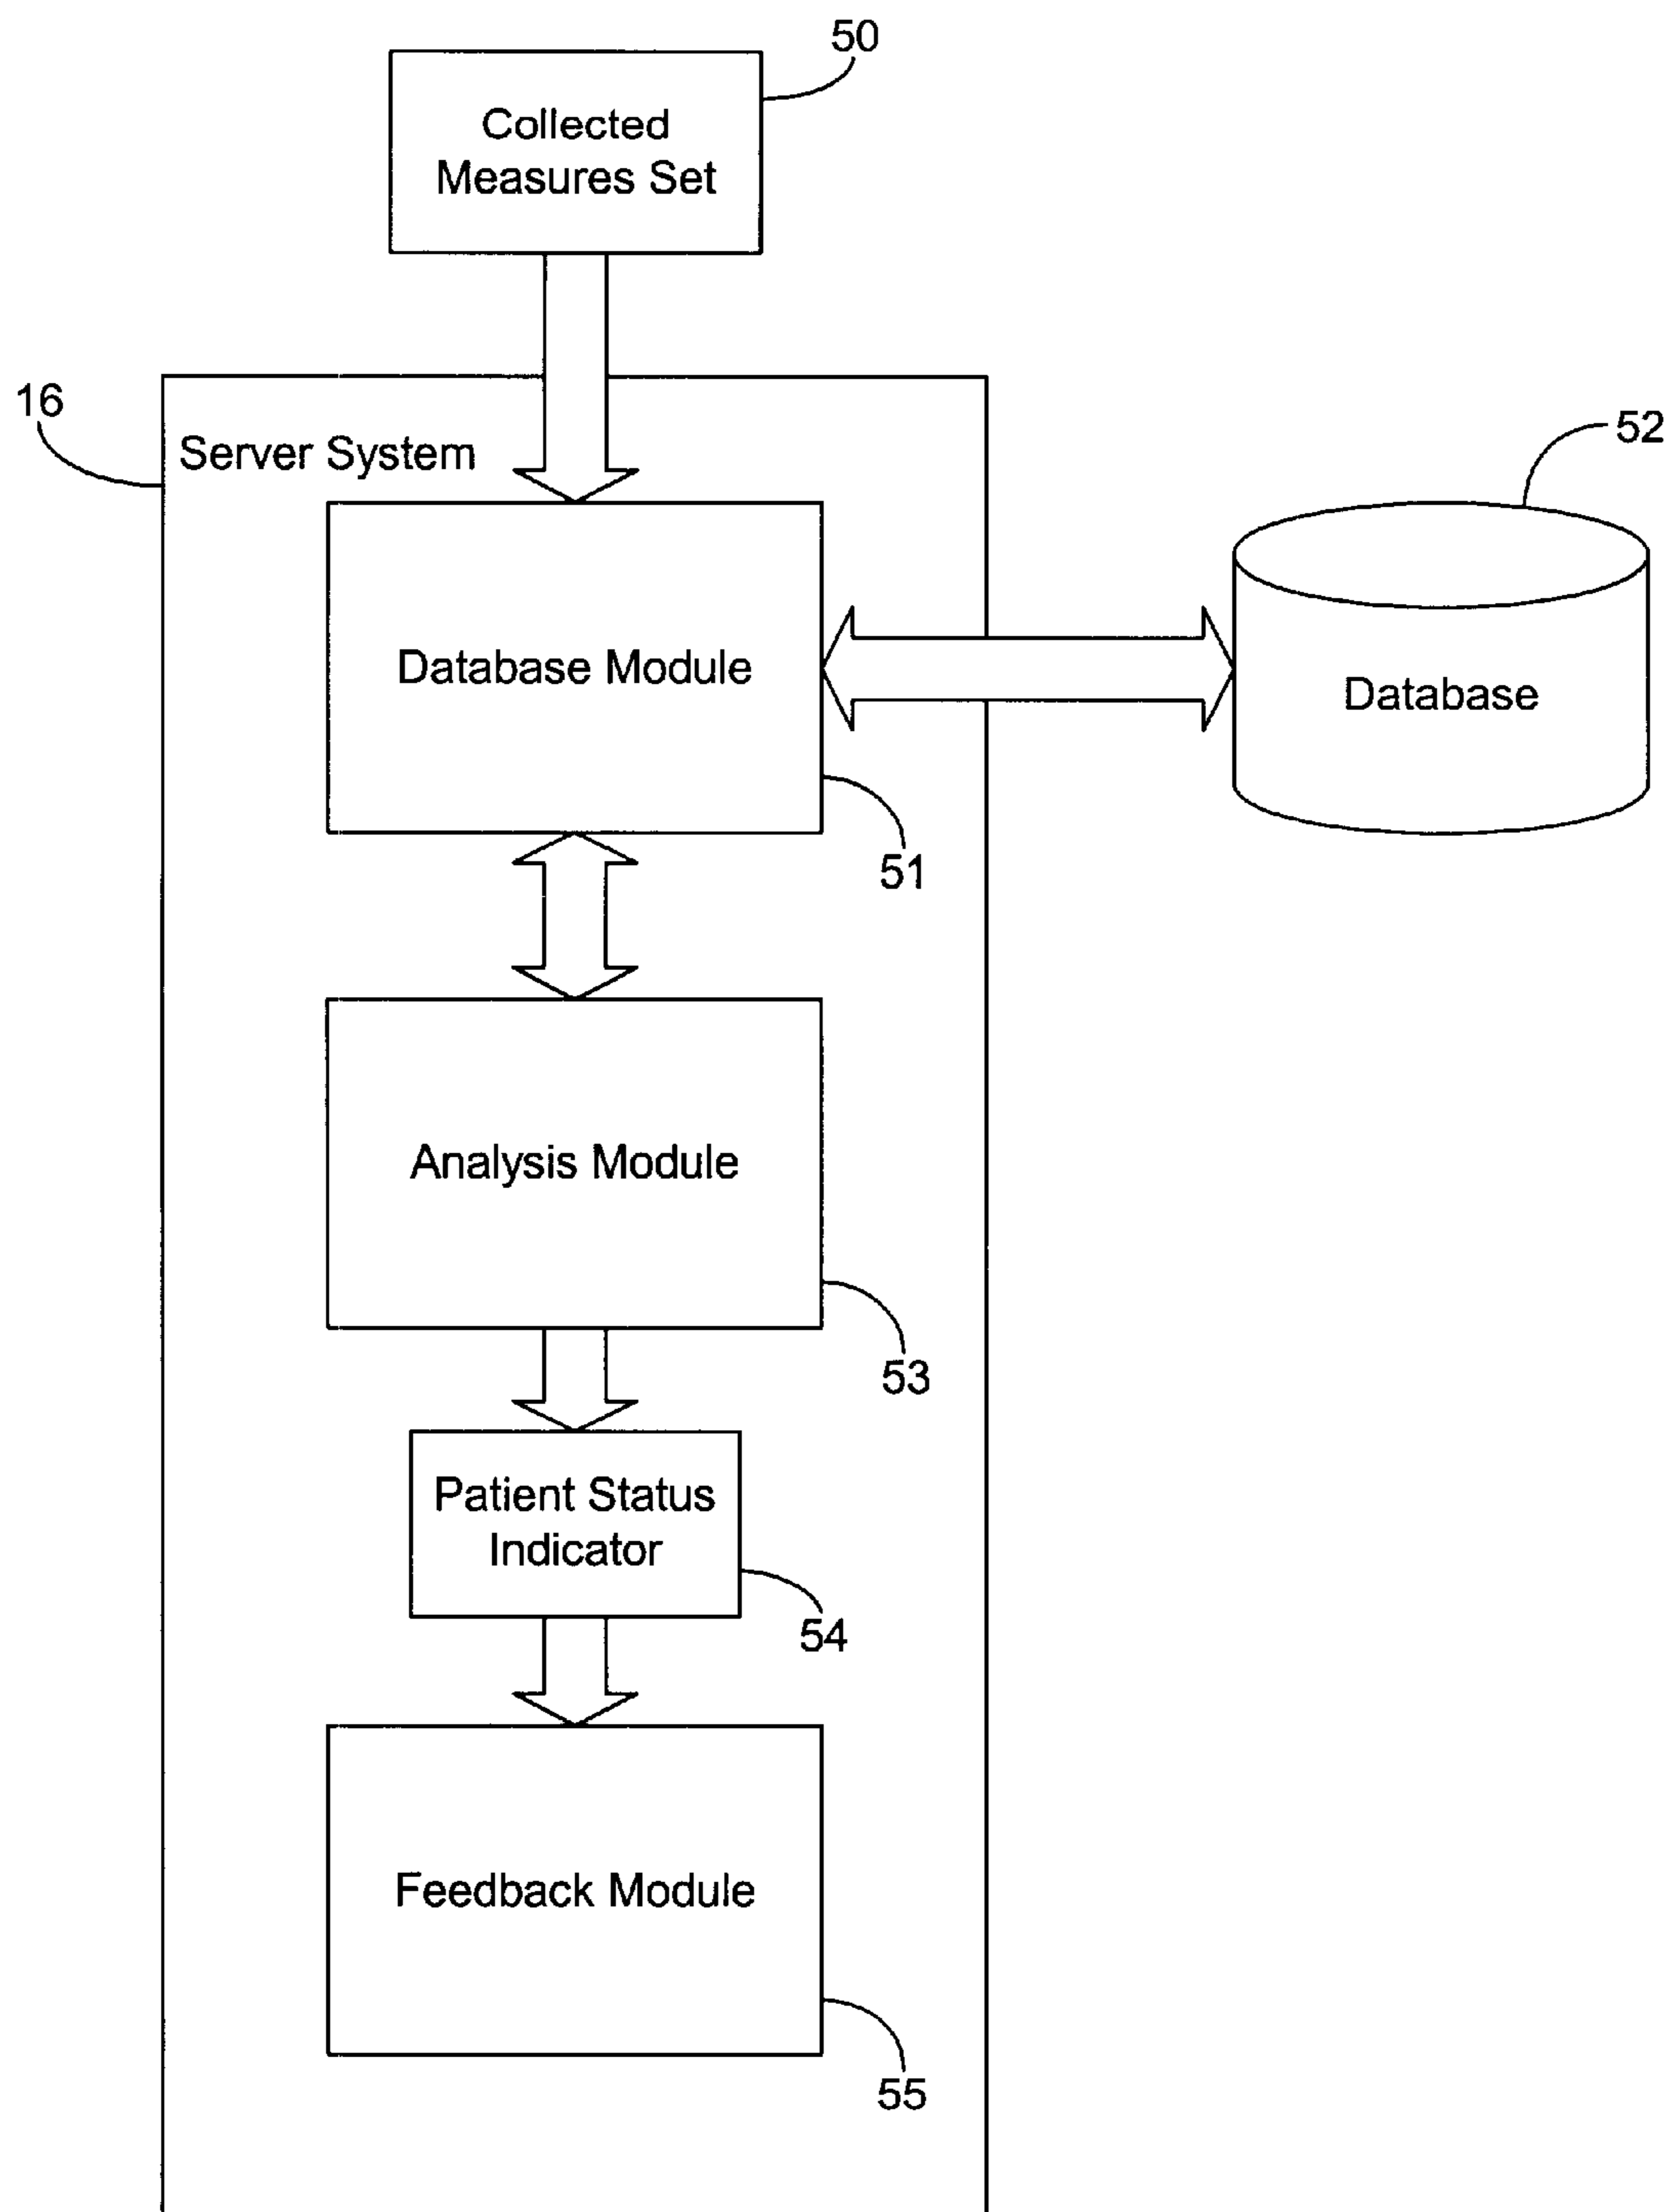 50
Collected
Measures Set
16
Server System
52
Database Module
Database
51
Analysis Module
53
Patient Status
Indicator
54
Feedback Module
55